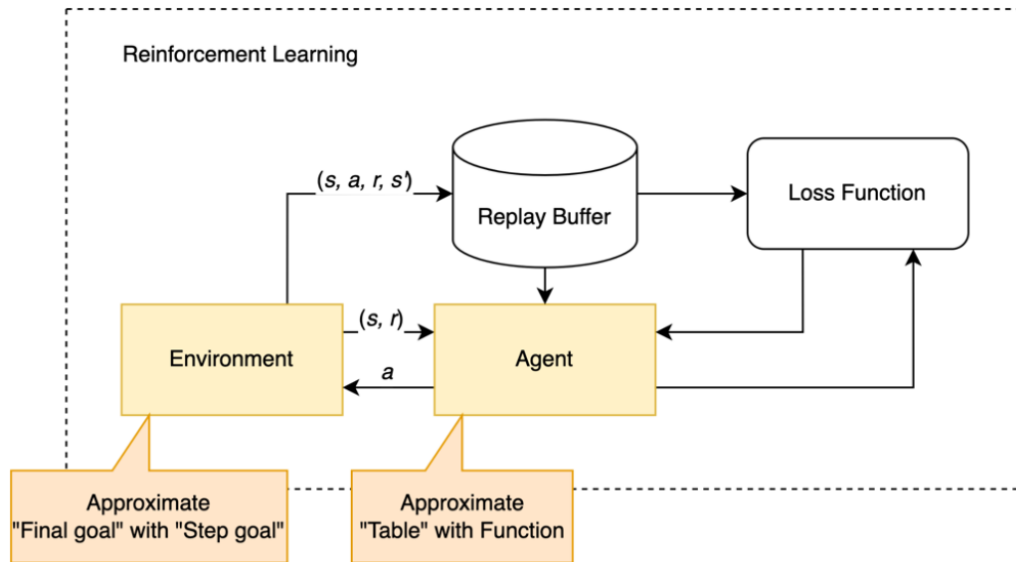 Reinforcement Learning
(s, a, r, s')
Replay Buffer
Loss Function
(s, r)
Environment
Agent
a
Approximate
"Final goal" with "Step goal"
Approximate
"Table" with Function